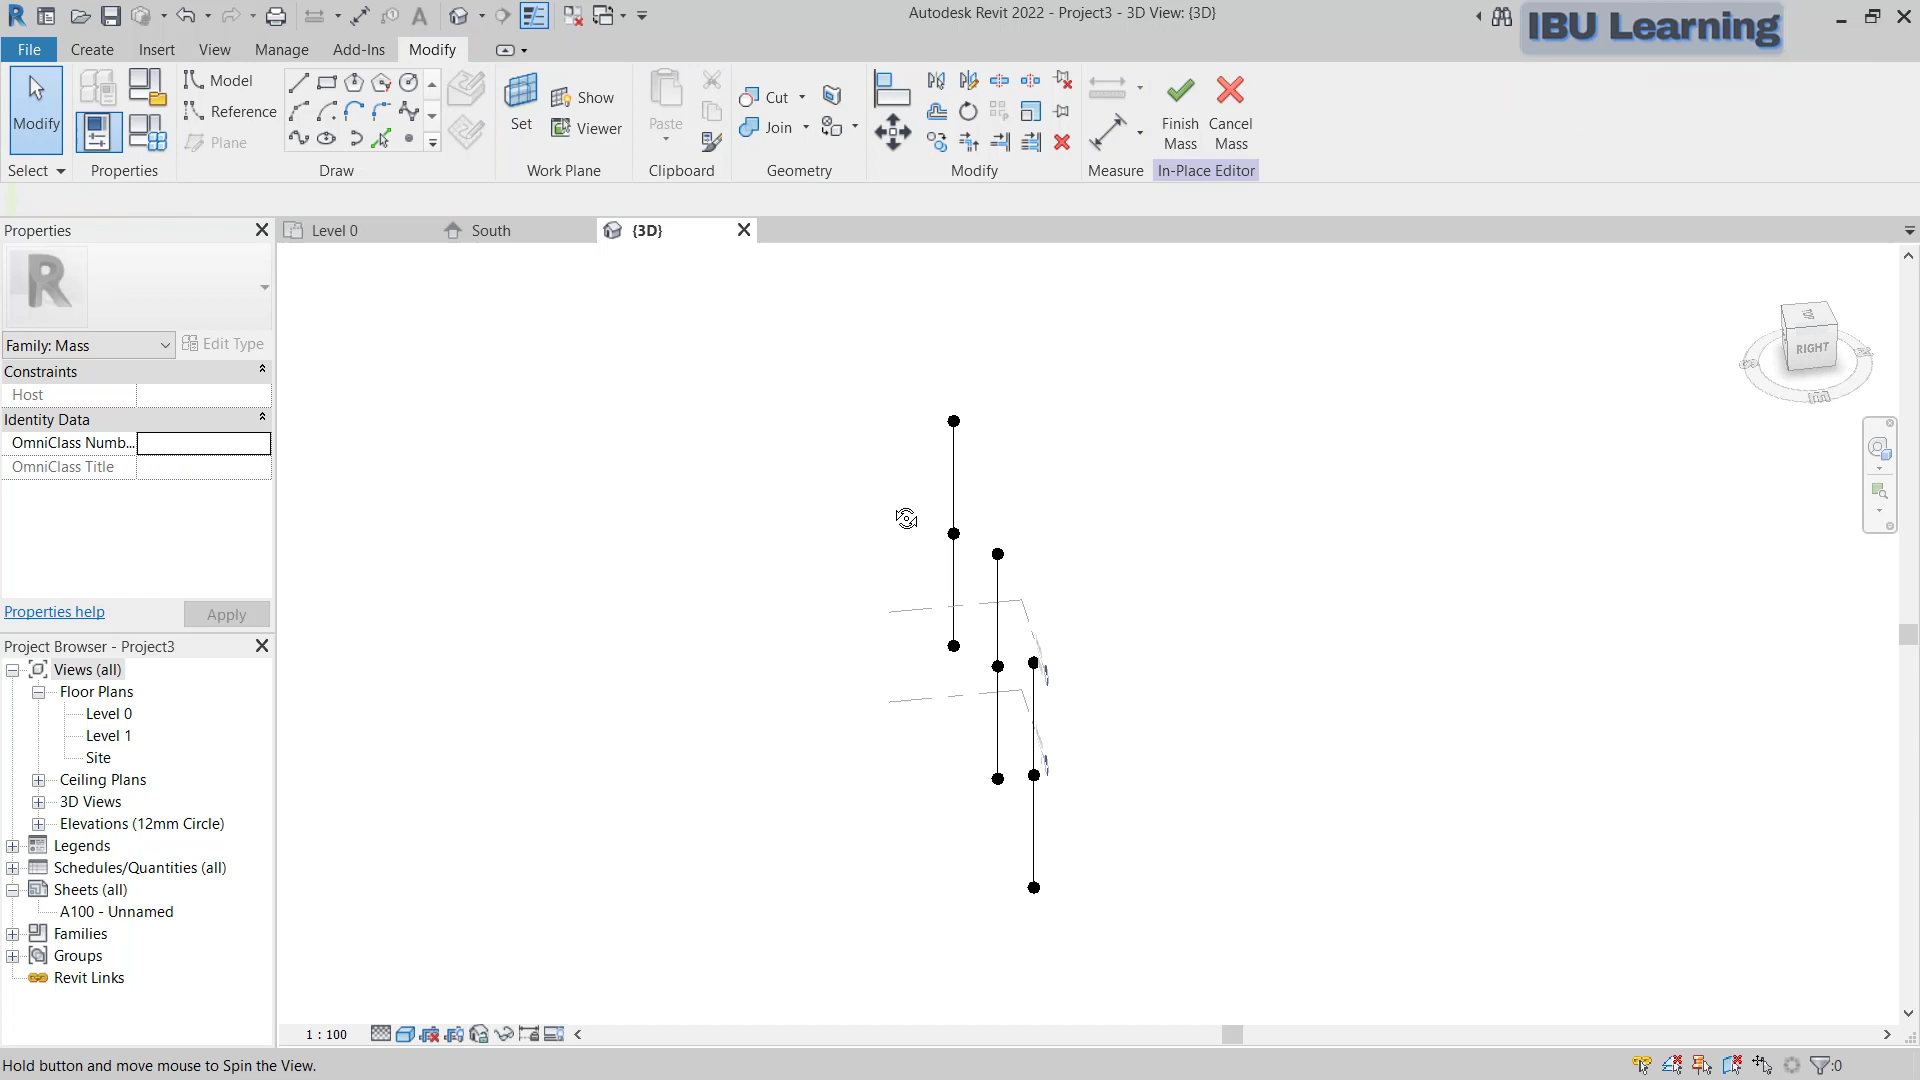 Autodesk Revit 2022 - Project3 - 3D View: {3D}
IBU Learning
File
Create
Insert
View
Manage
Add-Ins
Modify
Modify
Model
Reference
Plane
Set
Show
Viewer
Paste
Cut
Join
Finish
Mass
Cancel
Mass
Select
Properties
Draw
Work Plane
Clipboard
Geometry
Modify
Measure
In-Place Editor
Properties
Level 0
South
{3D}
R
Family: Mass
Edit Type
Constraints
Host
Identity Data
OmniClass Numb...
OmniClass Title
Properties help
Apply
Project Browser - Project3
Views (all)
Floor Plans
Level 0
Level 1
Site
Ceiling Plans
3D Views
Elevations (12mm Circle)
Legends
Schedules/Quantities (all)
Sheets (all)
A100 - Unnamed
Families
Groups
Revit Links
RIGHT
1 : 100
Hold button and move mouse to Spin the View.
:0